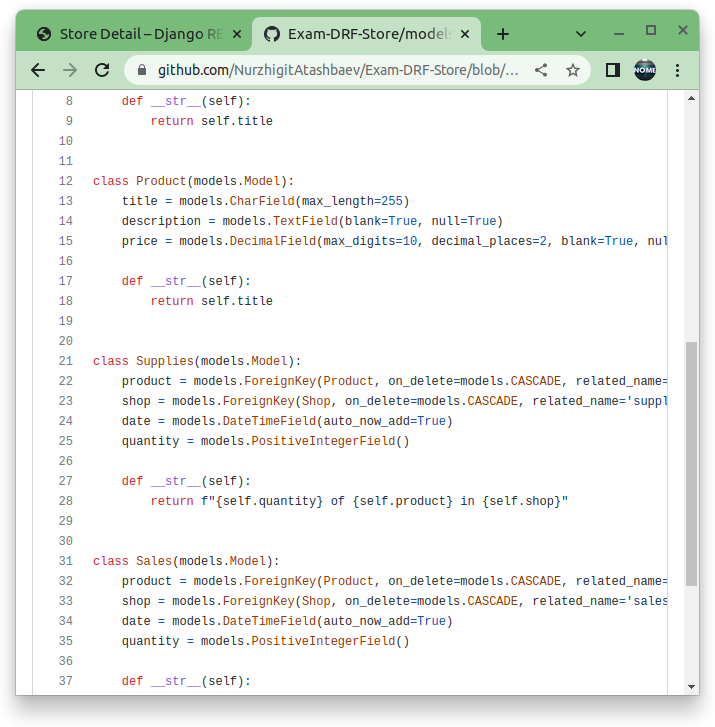 Store Detail – Django RE
Exam-DRF-Store/models
github.com/NurzhigitAtashbaev/Exam-DRF-Store/blob/...
NOME
8 def __str__(self):
9 return self.title
10
11
12 class Product(models.Model):
13 title = models.CharField(max_length=255)
14 description = models.TextField(blank=True, null=True)
15 price = models.DecimalField(max_digits=10, decimal_places=2, blank=True, nul
16
17 def __str__(self):
18 return self.title
19
20
21 class Supplies(models.Model):
22 product = models.ForeignKey(Product, on_delete=models.CASCADE, related_name=
23 shop = models.ForeignKey(Shop, on_delete=models.CASCADE, related_name='suppl
24 date = models.DateTimeField(auto_now_add=True)
25 quantity = models.PositiveIntegerField()
26
27 def __str__(self):
28 return f"{self.quantity} of {self.product} in {self.shop}"
29
30
31 class Sales(models.Model):
32 product = models.ForeignKey(Product, on_delete=models.CASCADE, related_name=
33 shop = models.ForeignKey(Shop, on_delete=models.CASCADE, related_name='sales
34 date = models.DateTimeField(auto_now_add=True)
35 quantity = models.PositiveIntegerField()
36
37 def __str__(self):